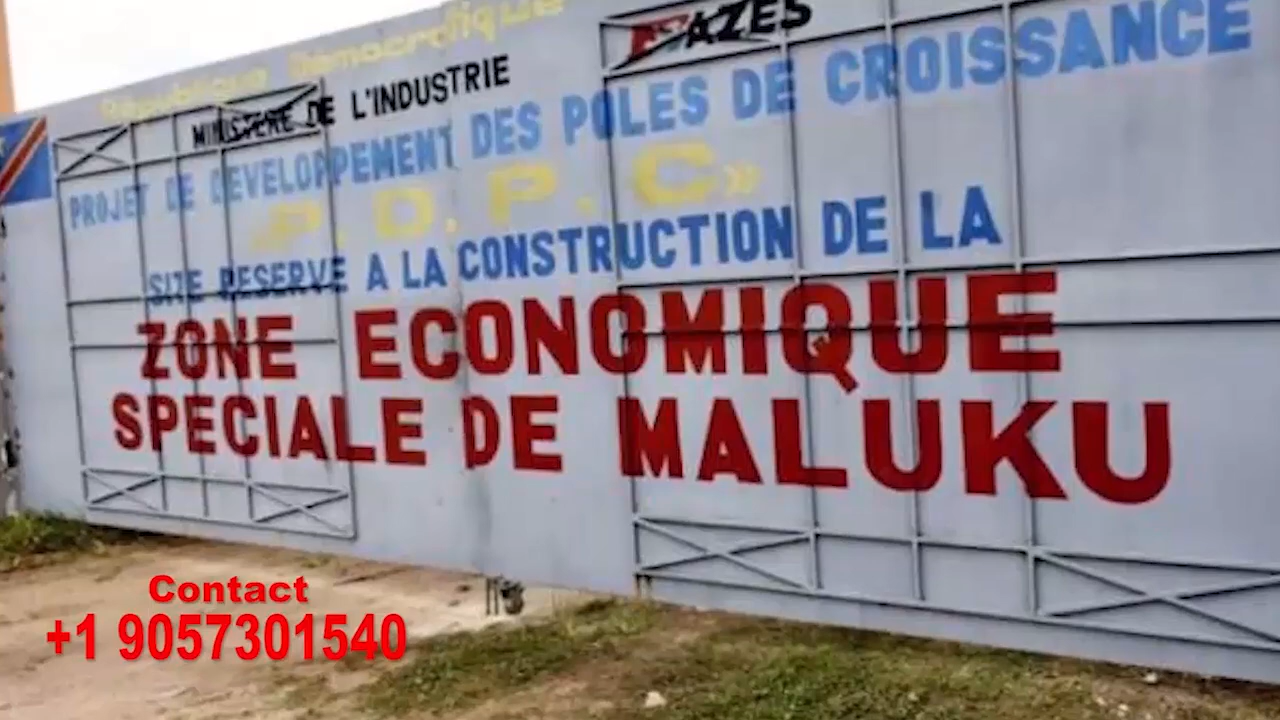 République Démocratique
AZES
MINISTERE DE L'INDUSTRIE
PROJET DE DEVELOPPEMENT DES POLES DE CROISSANCE
P.D.P.C»
SITE RESERVE A LA CONSTRUCTION DE LA
ZONE ECONOMIQUE
SPECIALE DE MALUKU
Contact
+1 9057301540